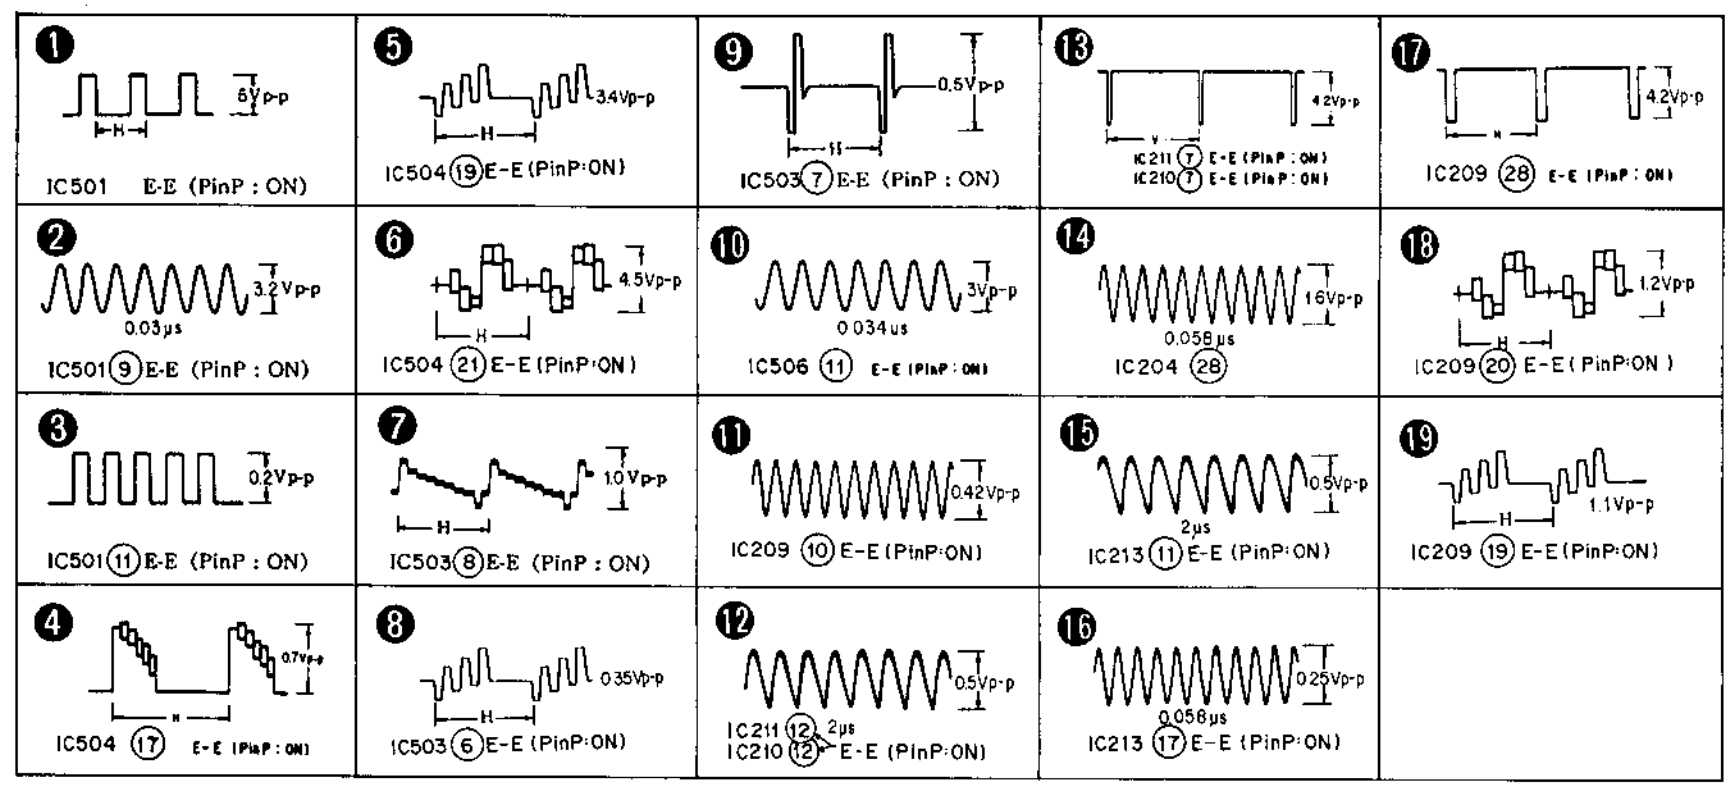 1
5Vp-p
H
IC501 E-E (PinP : ON)
2
3.2Vp-p
0.03µs
IC501 9 E-E (PinP : ON)
3
0.2Vp-p
IC501 11 E-E (PinP : ON)
4
0.7Vp-p
H
IC504 17 E-E (PinP : ON)
5
3.4Vp-p
H
IC504 19 E-E (PinP:ON)
6
4.5Vp-p
H
IC504 21 E-E (PinP:ON)
7
1.0Vp-p
H
IC503 8 E-E (PinP : ON)
8
0.35Vp-p
H
IC503 6 E-E (PinP:ON)
9
0.5Vp-p
H
IC503 7 E-E (PinP : ON)
10
3Vp-p
0.034us
IC506 11 E-E (PinP : ON)
11
0.42Vp-p
IC209 10 E-E (PinP:ON)
12
0.5Vp-p
IC211 12 2µs
IC210 12 E-E (PinP:ON)
13
4.2Vp-p
V
IC211 7 E-E (PinP : ON)
IC210 7 E-E (PinP : ON)
14
1.6Vp-p
0.058µs
IC204 28
15
0.5Vp-p
2µs
IC213 11 E-E (PinP:ON)
16
0.25Vp-p
0.058µs
IC213 17 E-E (PinP:ON)
17
4.2Vp-p
H
IC209 28 E-E (PinP : ON)
18
1.2Vp-p
H
IC209 20 E-E (PinP:ON)
19
1.1Vp-p
H
IC209 19 E-E (PinP:ON)